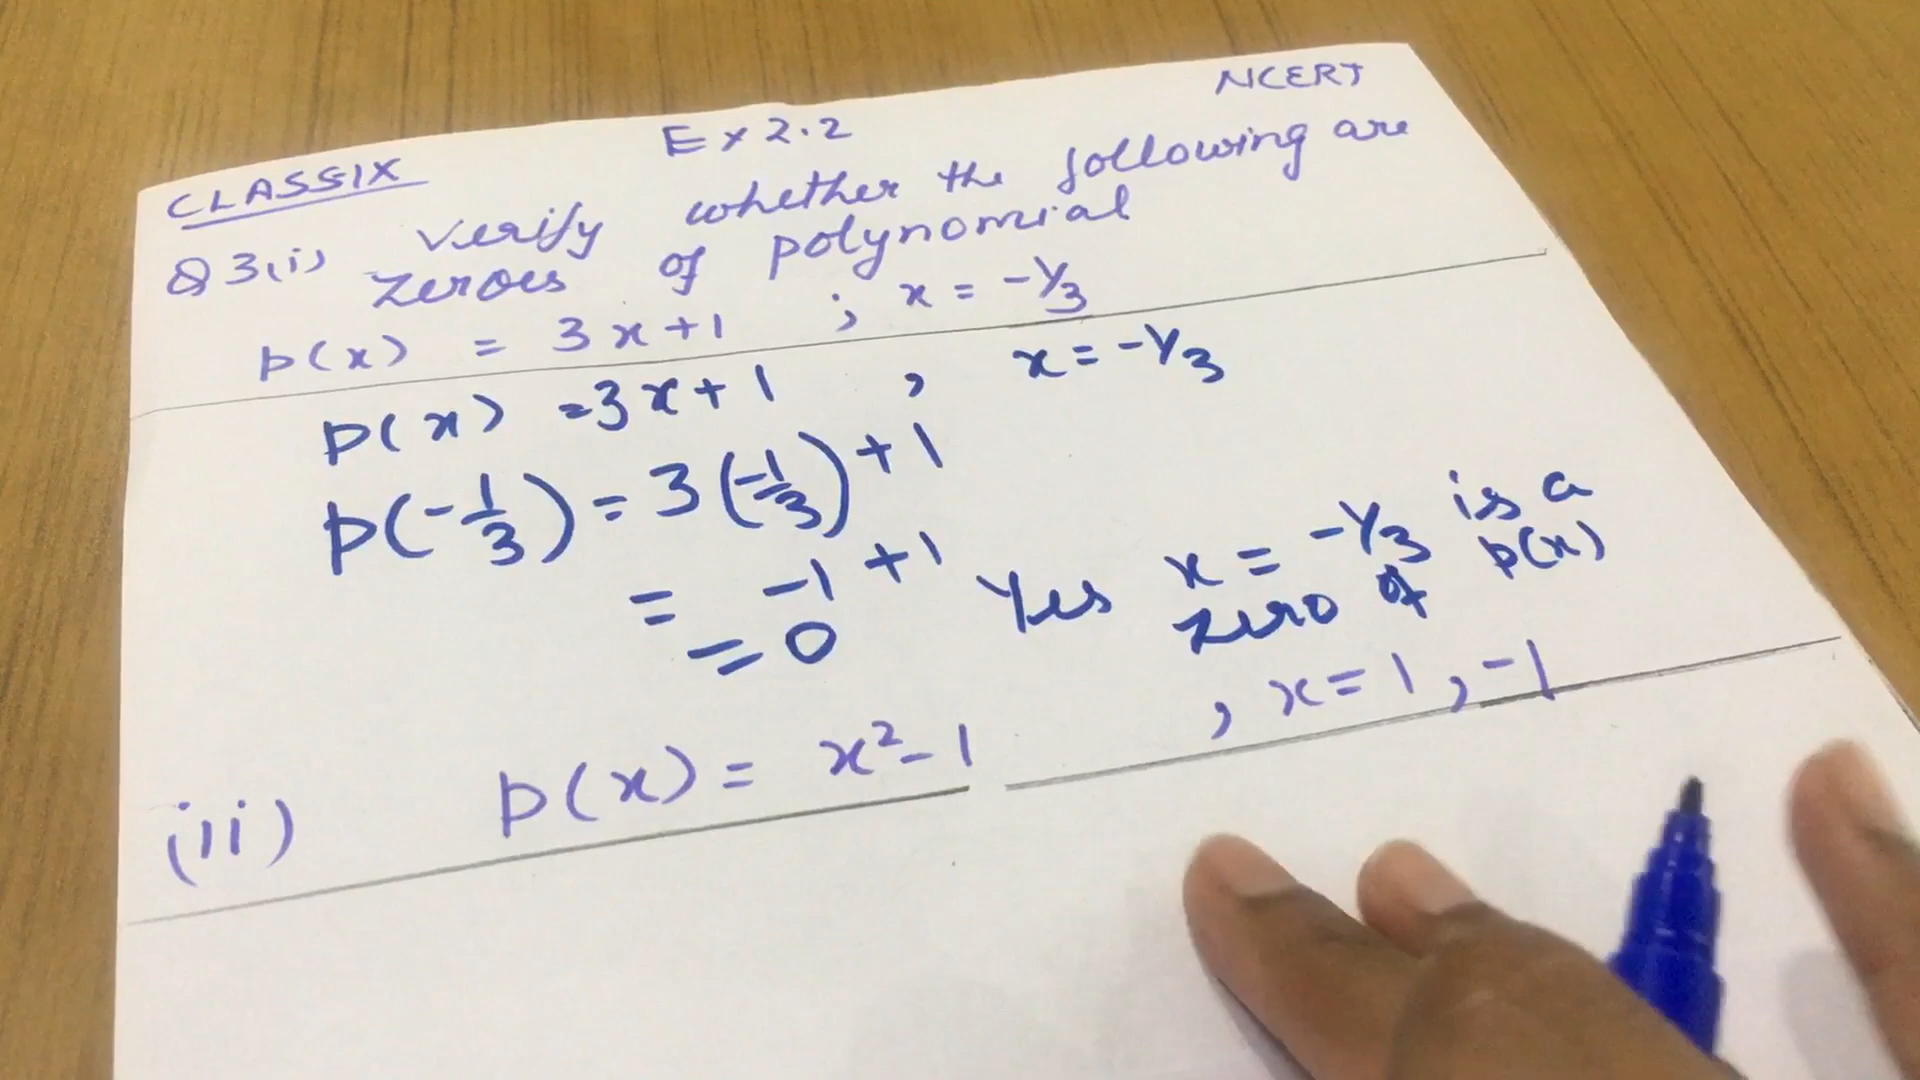 NCERT
Ex 2.2
CLASS IX
Q 3(i) Verify whether the following are
zeroes of polynomial
p(x) = 3x+1 ; x = -1/3
p(x) = 3x+1 , x = -1/3
p(-1/3) = 3(-1/3) + 1
= -1 + 1 Yes x = -1/3 is a
= 0 zero of p(x)
(ii) p(x) = x² - 1 , x = 1, -1